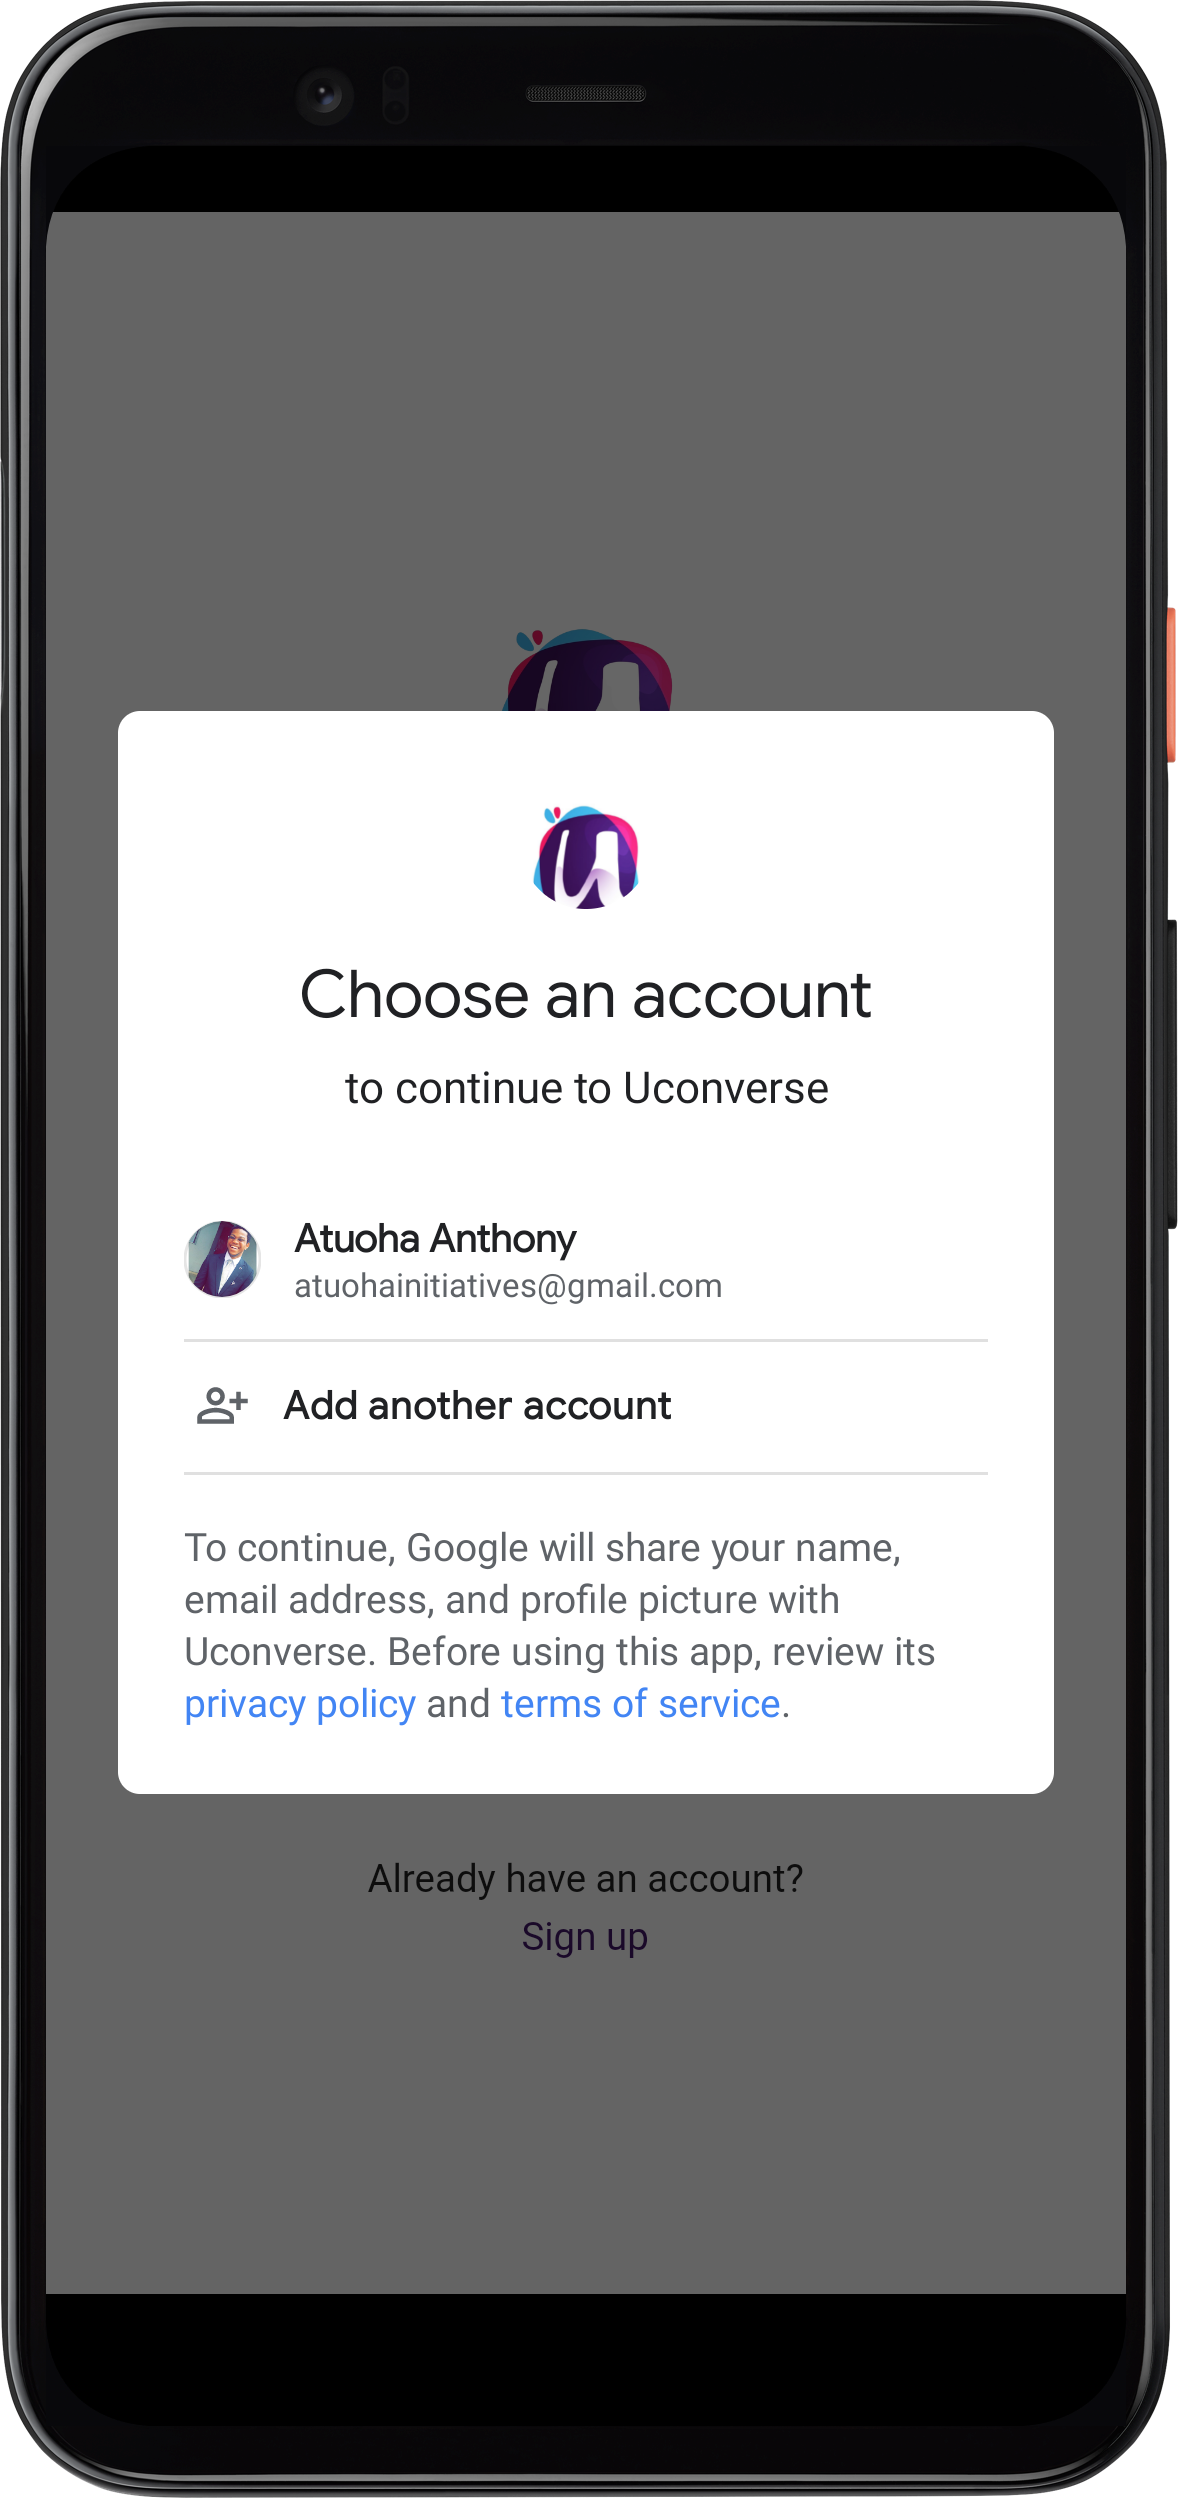 Choose an account
to continue to Uconverse
Atuoha Anthony
atuohainitiatives@gmail.com
Add another account
To continue, Google will share your name,
email address, and profile picture with
Uconverse. Before using this app, review its
privacy policy and terms of service.
Already have an account?
Sign up